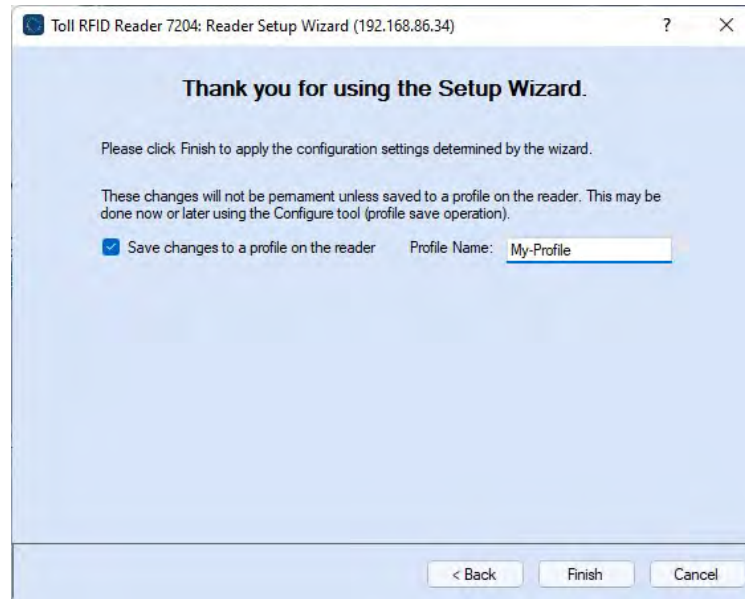 Toll RFID Reader 7204: Reader Setup Wizard (192.168.86.34) ? ×
Thank you for using the Setup Wizard.
Please click Finish to apply the configuration settings determined by the wizard.
These changes will not be pemament unless saved to a profile on the reader. This may be
done now or later using the Configure tool (profile save operation).
Save changes to a profile on the reader Profile Name: My-Profile
< Back Finish Cancel